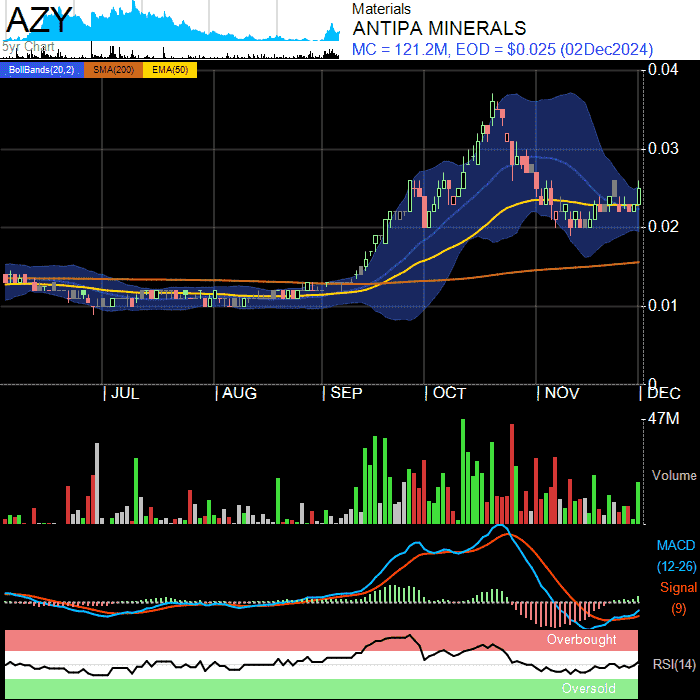 AZY
5yr Chart
Materials
ANTIPA MINERALS
MC = 121.2M, EOD = $0.025 (02Dec2024)
BollBands(20,2) SMA(200) EMA(50)
0.04
0.03
0.02
0.01
0
JUL AUG SEP OCT NOV DEC
47M
Volume
MACD
(12-26)
Signal
(9)
Overbought
RSI(14)
Oversold